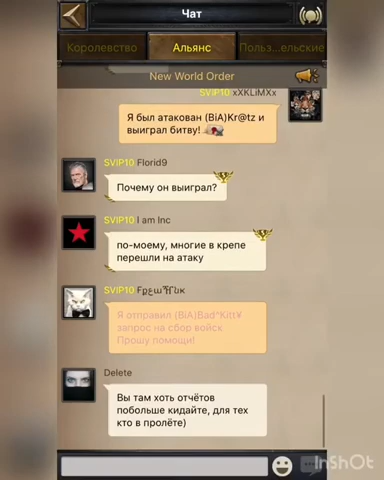 Чат
Королевство
Альянс
Польз...ельские
New World Order
SVIP10 xXKLiMXx
Я был атакован (BiA)Kr@tz и
выиграл битву!
SVIP10 Florid9
Почему он выиграл?
SVIP10 I am Inc
по-моему, многие в крепе
перешли на атаку
SVIP10
Я отправил (BiA)Bad^Kitt¥
запрос на сбор войск
Прошу помощи!
Delete
Вы там хоть отчётов
побольше кидайте, для тех
кто в пролёте)
InShOt